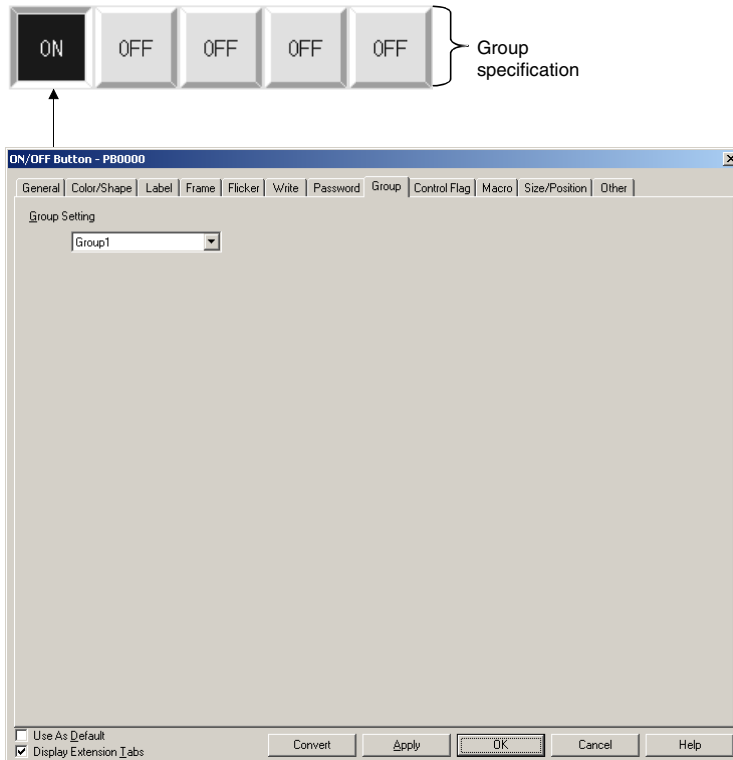 ON OFF OFF OFF OFF
Group
specification
ON/OFF Button - PB0000
General Color/Shape Label Frame Flicker Write Password Group Control Flag Macro Size/Position Other
Group Setting
Group1
Use As Default
Display Extension Tabs
Convert Apply OK Cancel Help